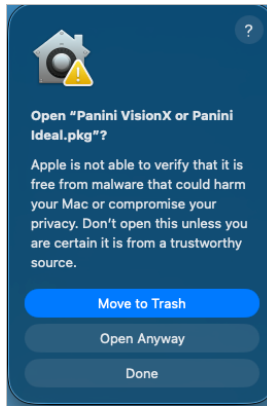 ?
Open “Panini VisionX or Panini
Ideal.pkg”?
Apple is not able to verify that it is
free from malware that could harm
your Mac or compromise your
privacy. Don’t open this unless you
are certain it is from a trustworthy
source.
Move to Trash
Open Anyway
Done